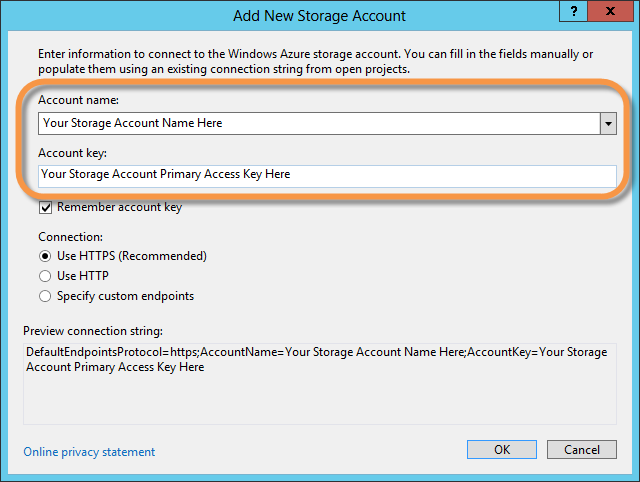 Add New Storage Account
? x
Enter information to connect to the Windows Azure storage account. You can fill in the fields manually or
populate them using an existing connection string from open projects.
Account name:
Your Storage Account Name Here
Account key:
Your Storage Account Primary Access Key Here
Remember account key
Connection:
Use HTTPS (Recommended)
Use HTTP
Specify custom endpoints
Preview connection string:
DefaultEndpointsProtocol=https;AccountName=Your Storage Account Name Here;AccountKey=Your Storage
Account Primary Access Key Here
Online privacy statement
OK
Cancel